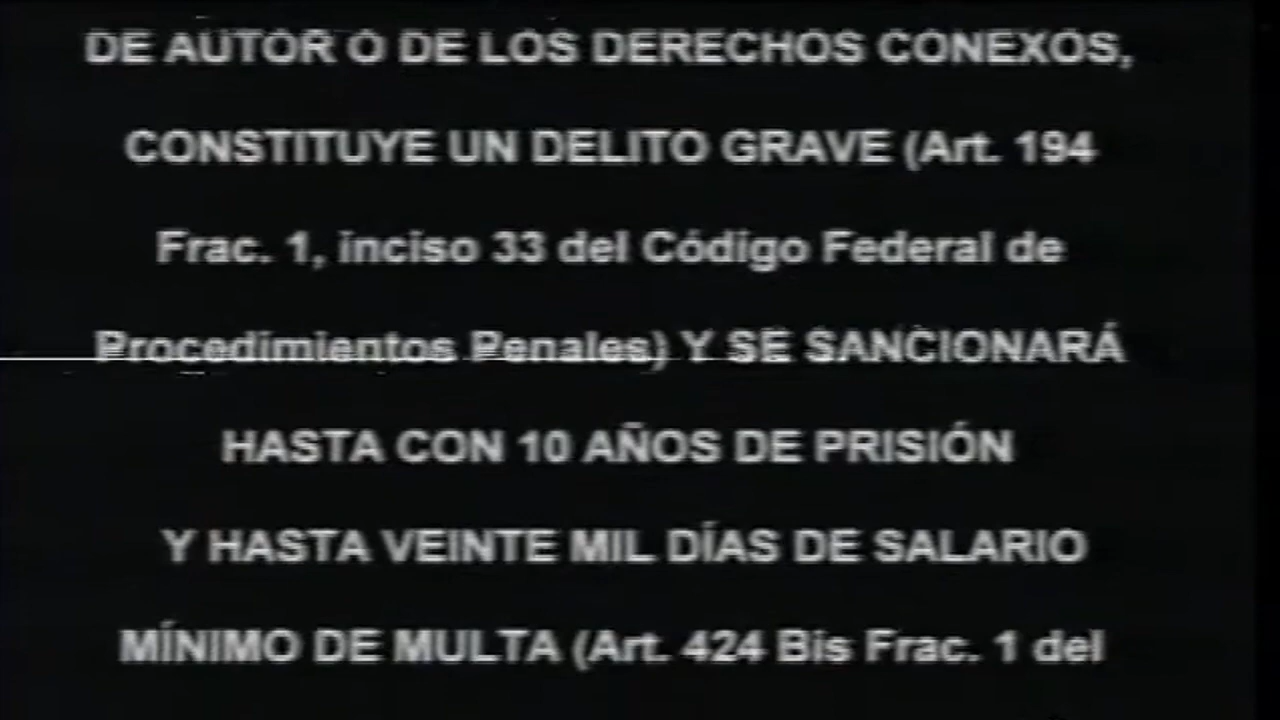 DE AUTOR O DE LOS DERECHOS CONEXOS,
CONSTITUYE UN DELITO GRAVE (Art. 194
Frac. 1, inciso 33 del Código Federal de
Procedimientos Penales) Y SE SANCIONARÁ
HASTA CON 10 AÑOS DE PRISIÓN
Y HASTA VEINTE MIL DÍAS DE SALARIO
MÍNIMO DE MULTA (Art. 424 Bis Frac. 1 del